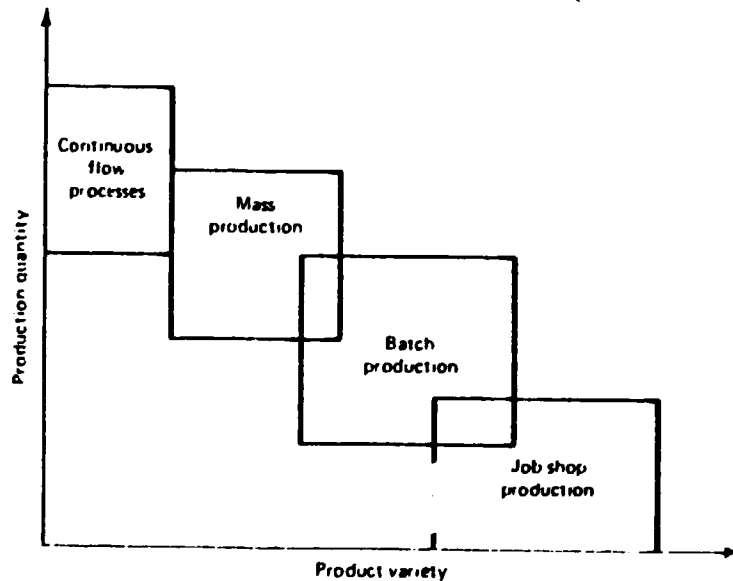 Continuous
flow
processes
Mass
production
Batch
production
Job shop
production
Production quantity
Product variety